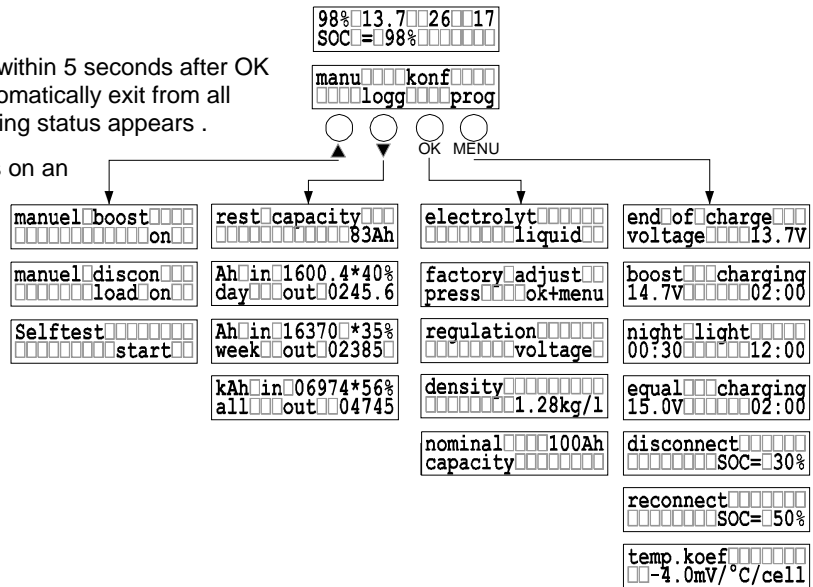 98% 13.7 26 17
SOC = 98%
within 5 seconds after OK
omatically exit from all
ing status appears .
s on an
manu konf
logg prog
▲ ▼ OK MENU
manuel boost
on
manuel discon
load on
Selftest
start
rest capacity
83Ah
Ah in 1600.4*40%
day out 0245.6
Ah in 16370 *35%
week out 02385
kAh in 06974*56%
all out 04745
electrolyt
liquid
factory adjust
press ok+menu
regulation
voltage
density
1.28kg/l
nominal 100Ah
capacity
end of charge
voltage 13.7V
boost charging
14.7V 02:00
night light
00:30 12:00
equal charging
15.0V 02:00
disconnect
SOC= 30%
reconnect
SOC= 50%
temp.koef
-4.0mV/°C/cell